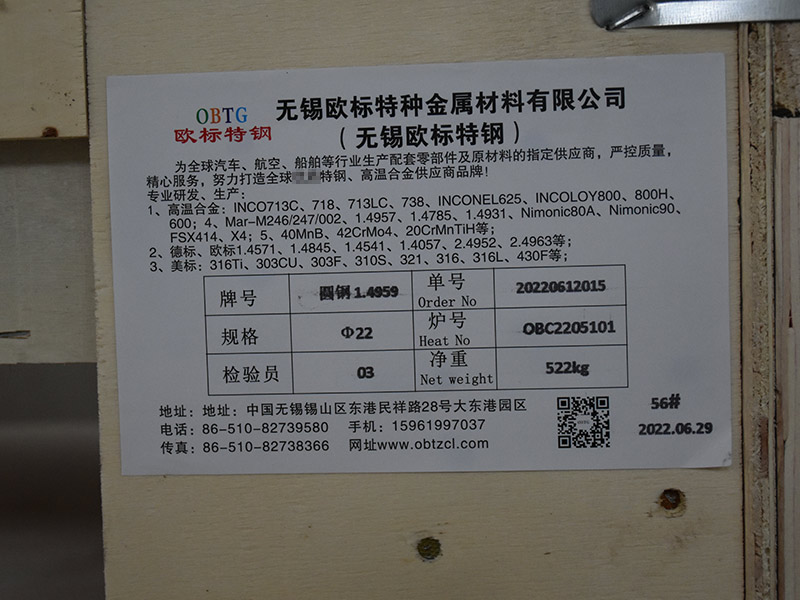 OBTG
欧标特钢
无锡欧标特种金属材料有限公司
（无锡欧标特钢）
为全球汽车、航空、船舶等行业生产配套零部件及原材料的指定供应商，严控质量，
精心服务，努力打造全球特钢、高温合金供应商品牌！
专业研发、生产：
1、高温合金：INCO713C、718、713LC、738、INCONEL625、INCOLOY800、800H、
600；4、Mar-M246/247/002、1.4957、1.4785、1.4931、Nimonic80A、Nimonic90、
FSX414、X4；5、40MnB、42CrMo4、20CrMnTiH等；
2、德标、欧标1.4571、1.4845、1.4541、1.4057、2.4952、2.4963等；
3、美标：316Ti、303CU、303F、310S、321、316、316L、430F等；
牌号 圆钢 1.4959 单号 Order No 20220612015
规格 Φ22 炉号 Heat No OBC2205101
检验员 03 净重 Net weight 522kg
地址：地址：中国无锡锡山区东港民祥路28号大东港园区
电话：86-510-82739580 手机：15961997037
传真：86-510-82738366 网址www.obtzcl.com
56#
2022.06.29